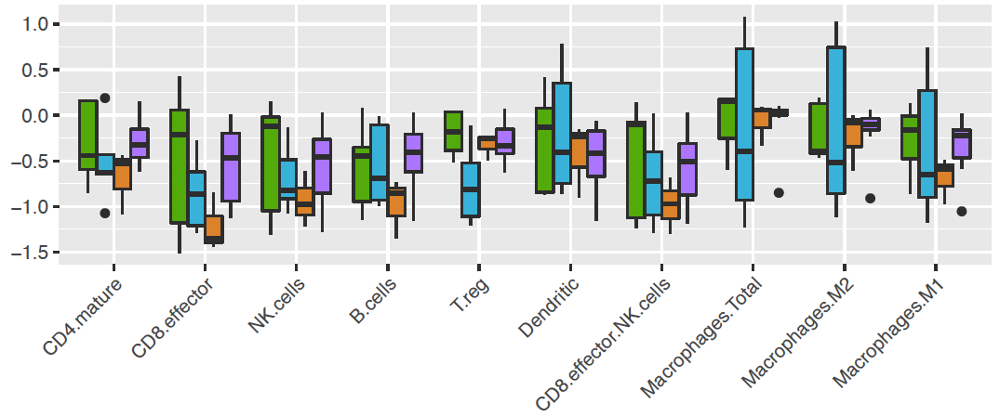 1.0
0.5
0.0
−0.5
−1.0
−1.5
CD4.mature
CD8.effector
NK.cells
B.cells
T.reg
Dendritic
CD8.effector.NK.cells
Macrophages.Total
Macrophages.M2
Macrophages.M1